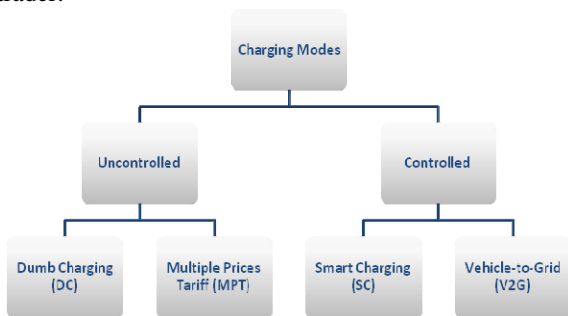 Charging Modes
Uncontrolled
Controlled
Dumb Charging
(DC)
Multiple Prices
Tariff (MPT)
Smart Charging
(SC)
Vehicle-to-Grid
(V2G)